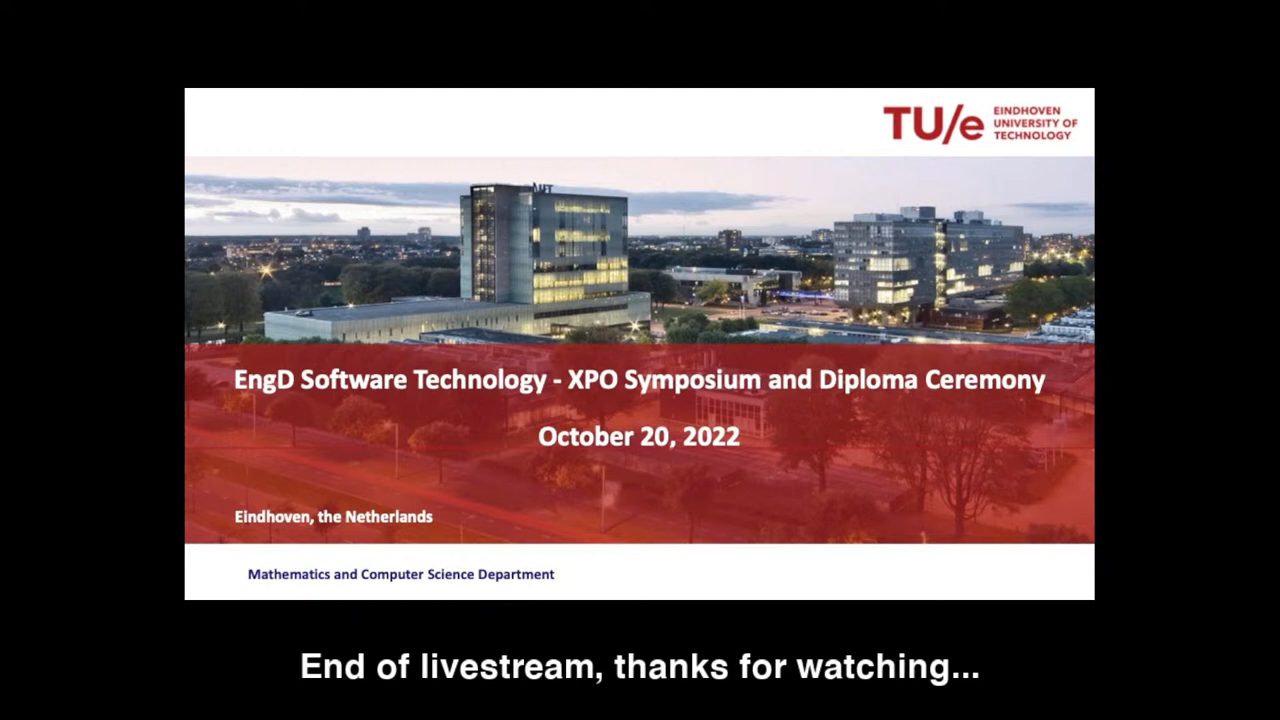 TU/e EINDHOVEN
UNIVERSITY OF
TECHNOLOGY
EngD Software Technology - XPO Symposium and Diploma Ceremony
October 20, 2022
Eindhoven, the Netherlands
Mathematics and Computer Science Department
End of livestream, thanks for watching...